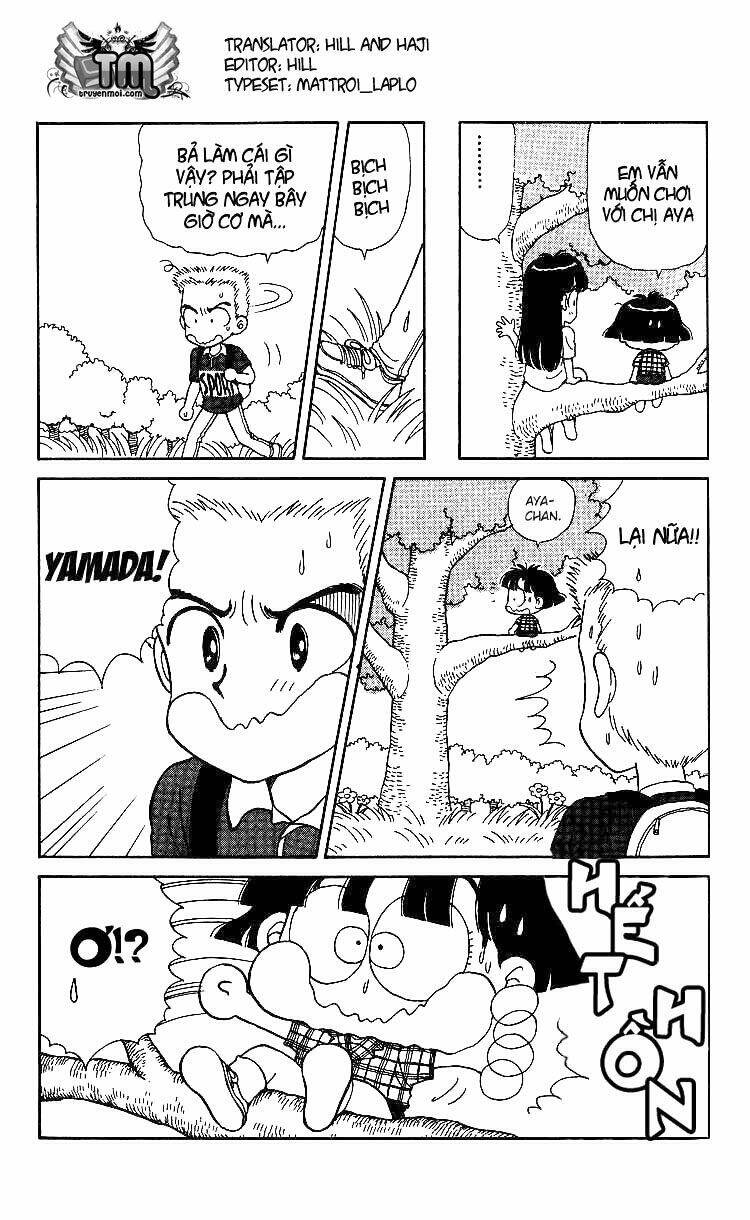 TM
truyenmoi.com
TRANSLATOR: HILL AND HAJI
EDITOR: HILL
TYPESET: MATTROI_LAPLO
BẢ LÀM CÁI GÌ
VẬY? PHẢI TẬP
TRUNG NGAY BÂY
GIỜ CƠ MÀ...
SPORT
BỊCH
BỊCH
BỊCH
.........
EM VẪN
MUỐN CHƠI
VỚI CHỊ AYA
YAMADA!
AYA-
CHAN.
LẠI NỮA!!
Ơ!?
HẾT
HỒN